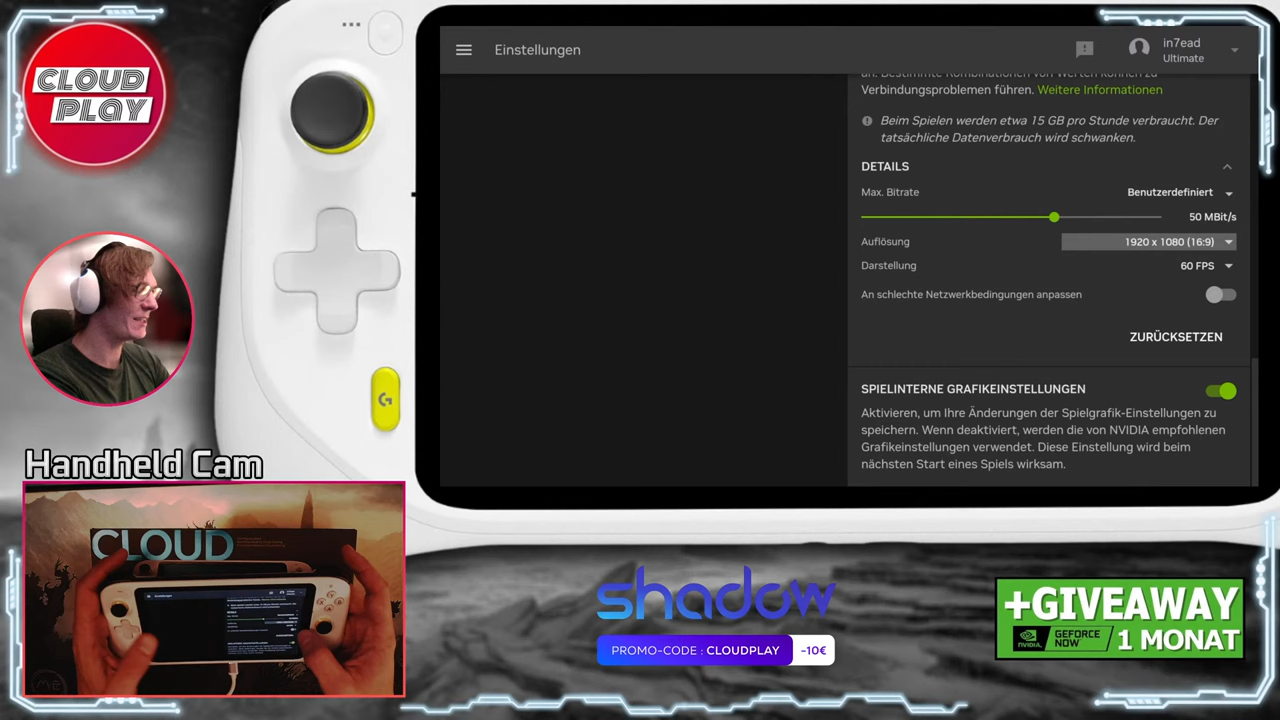 CLOUD
PLAY
Einstellungen
in7ead
Ultimate
Verbindungsproblemen führen. Weitere Informationen
Beim Spielen werden etwa 15 GB pro Stunde verbraucht. Der
tatsächliche Datenverbrauch wird schwanken.
DETAILS
Max. Bitrate
Benutzerdefiniert
50 MBit/s
Auflösung
1920 x 1080 (16:9)
Darstellung
60 FPS
An schlechte Netzwerkbedingungen anpassen
ZURÜCKSETZEN
SPIELINTERNE GRAFIKEINSTELLUNGEN
Aktivieren, um Ihre Änderungen der Spielgrafik-Einstellungen zu
speichern. Wenn deaktiviert, werden die von NVIDIA empfohlenen
Grafikeinstellungen verwendet. Diese Einstellung wird beim
nächsten Start eines Spiels wirksam.
G
Handheld Cam
CLOUD
shadow
PROMO-CODE : CLOUDPLAY
-10€
+GIVEAWAY
NVIDIA.
GEFORCE
NOW
1 MONAT